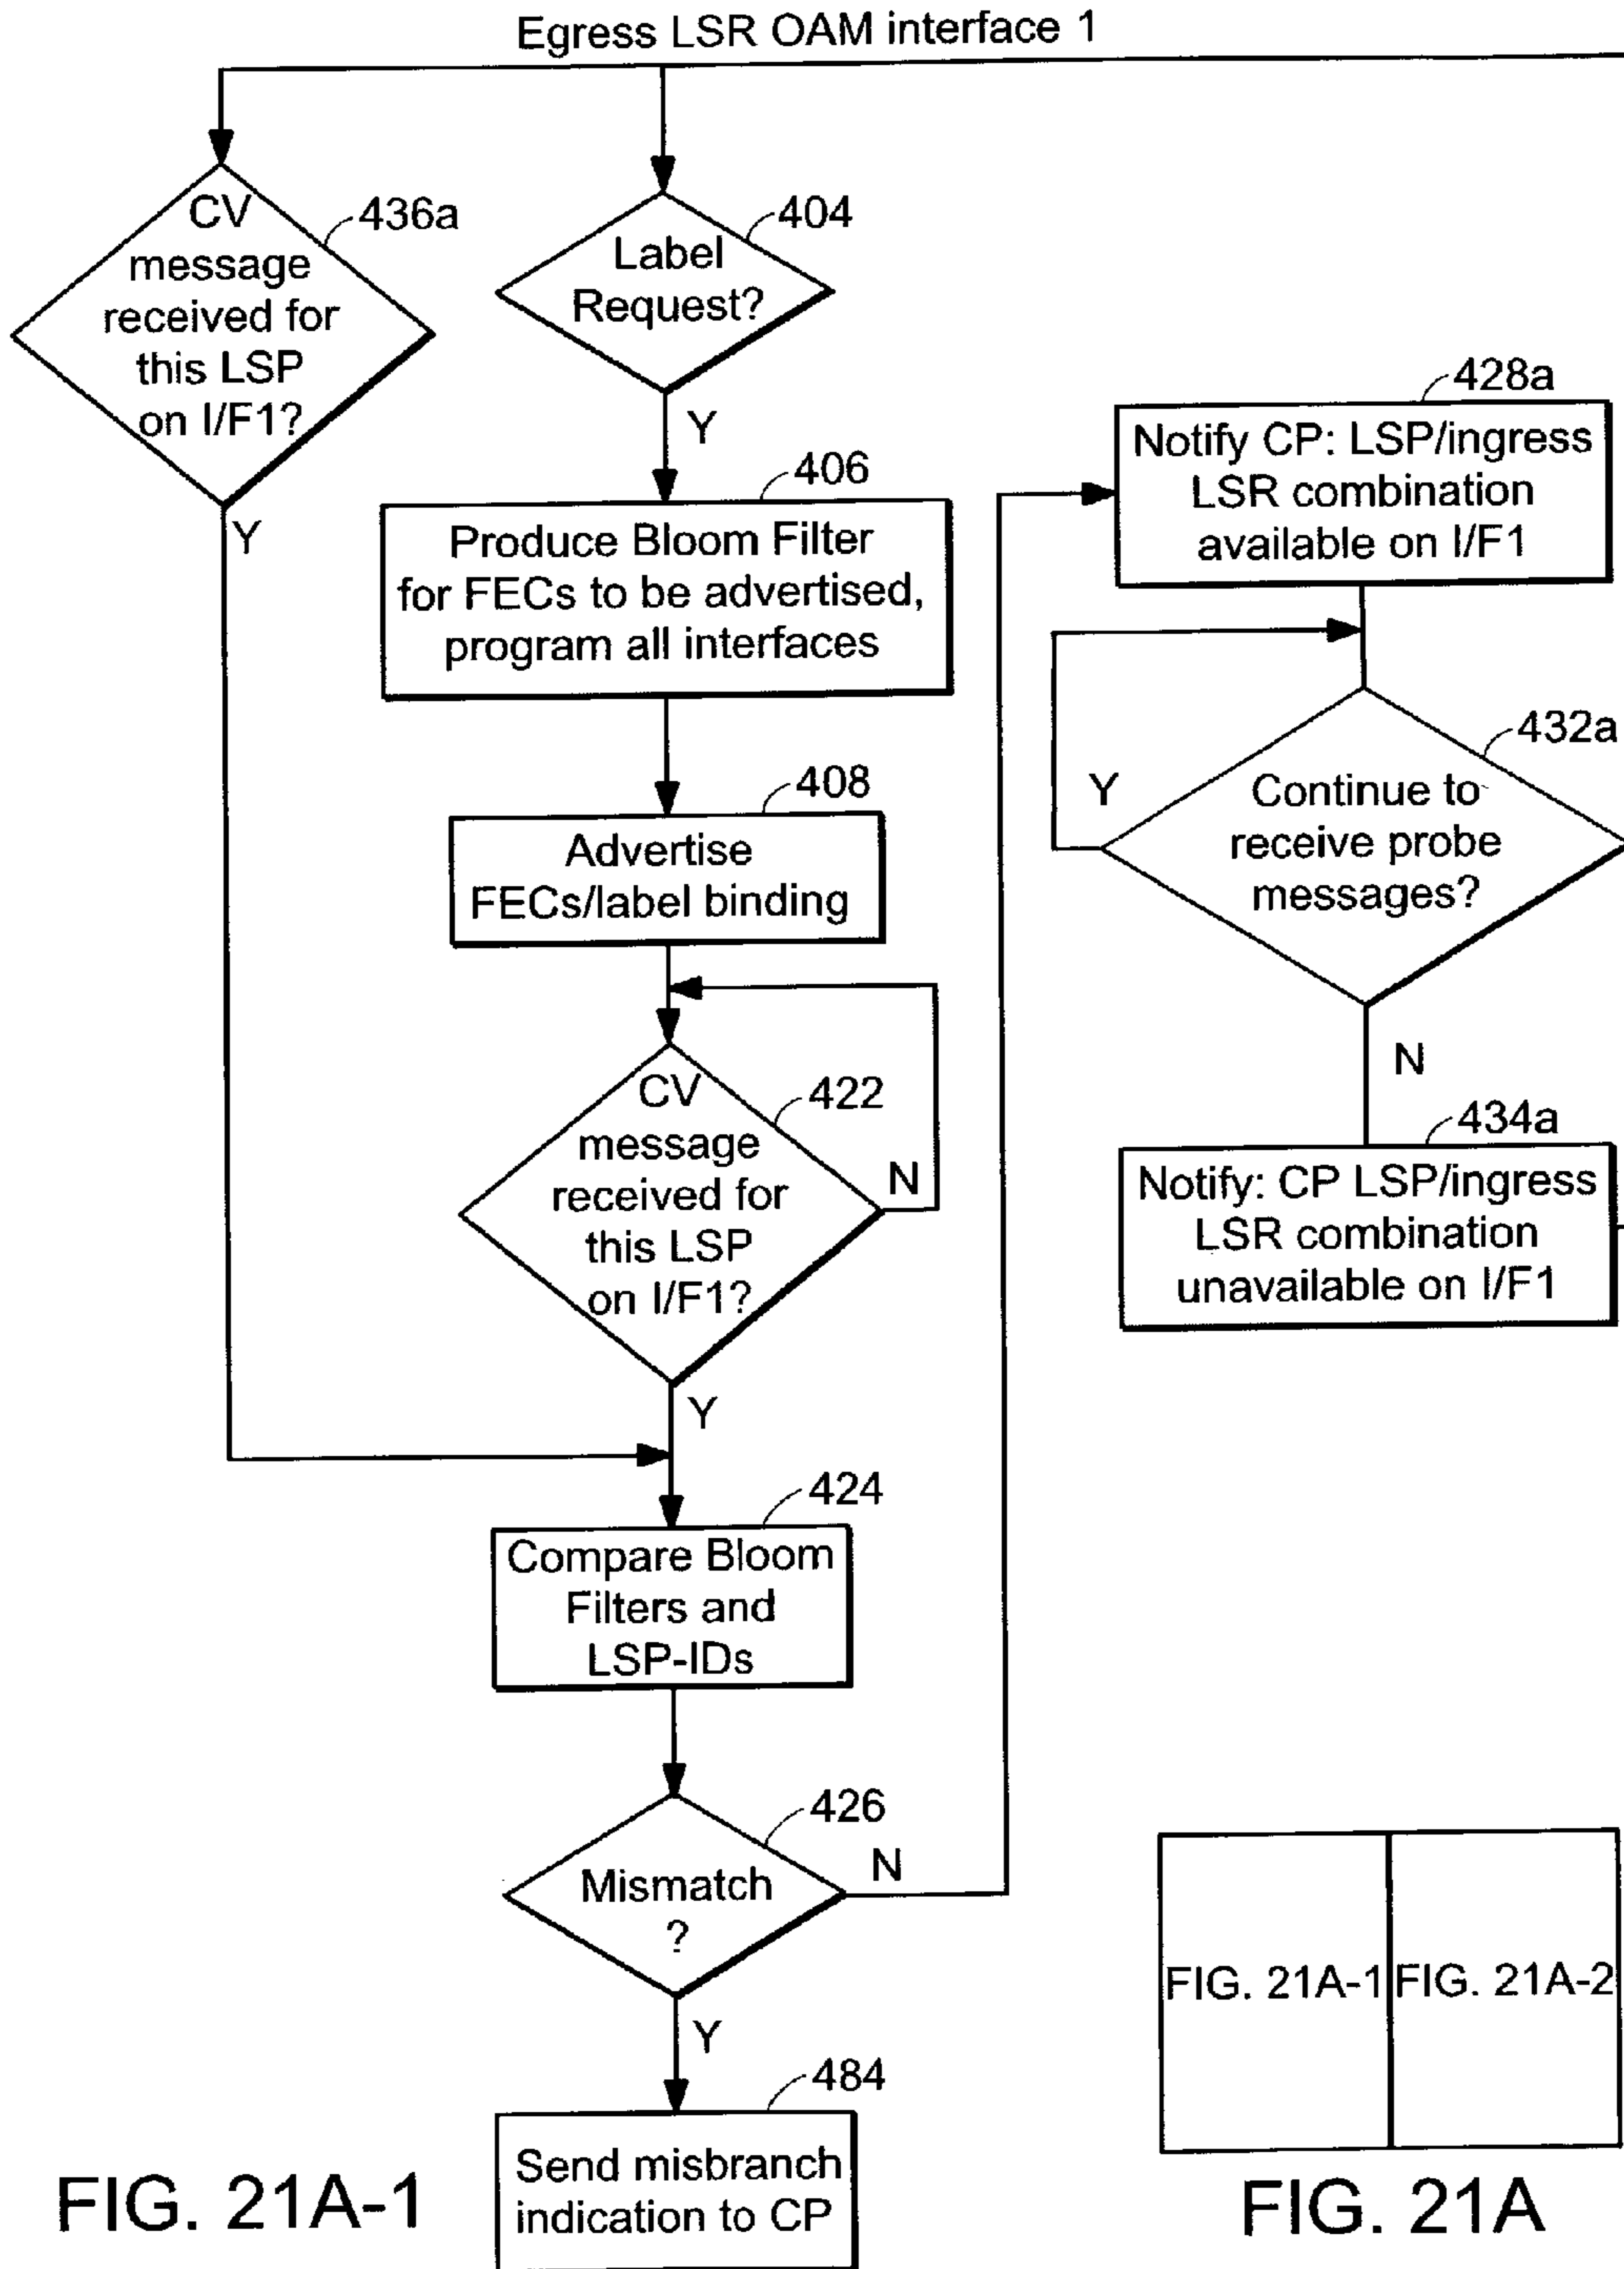 Egress LSR OAM interface 1
CV
message
received for
this LSP
on I/F1?
436a
Y
Label
Request?
404
Y
406
Produce Bloom Filter
for FECs to be advertised,
program all interfaces
408
Advertise
FECs/label binding
CV
message
received for
this LSP
on I/F1?
422
N
Y
424
Compare Bloom
Filters and
LSP-IDs
426
Mismatch
?
N
Y
484
Send misbranch
indication to CP
428a
Notify CP: LSP/ingress
LSR combination
available on I/F1
432a
Continue to
receive probe
messages?
Y
N
434a
Notify: CP LSP/ingress
LSR combination
unavailable on I/F1
FIG. 21A-1
FIG. 21A-1
FIG. 21A-2
FIG. 21A